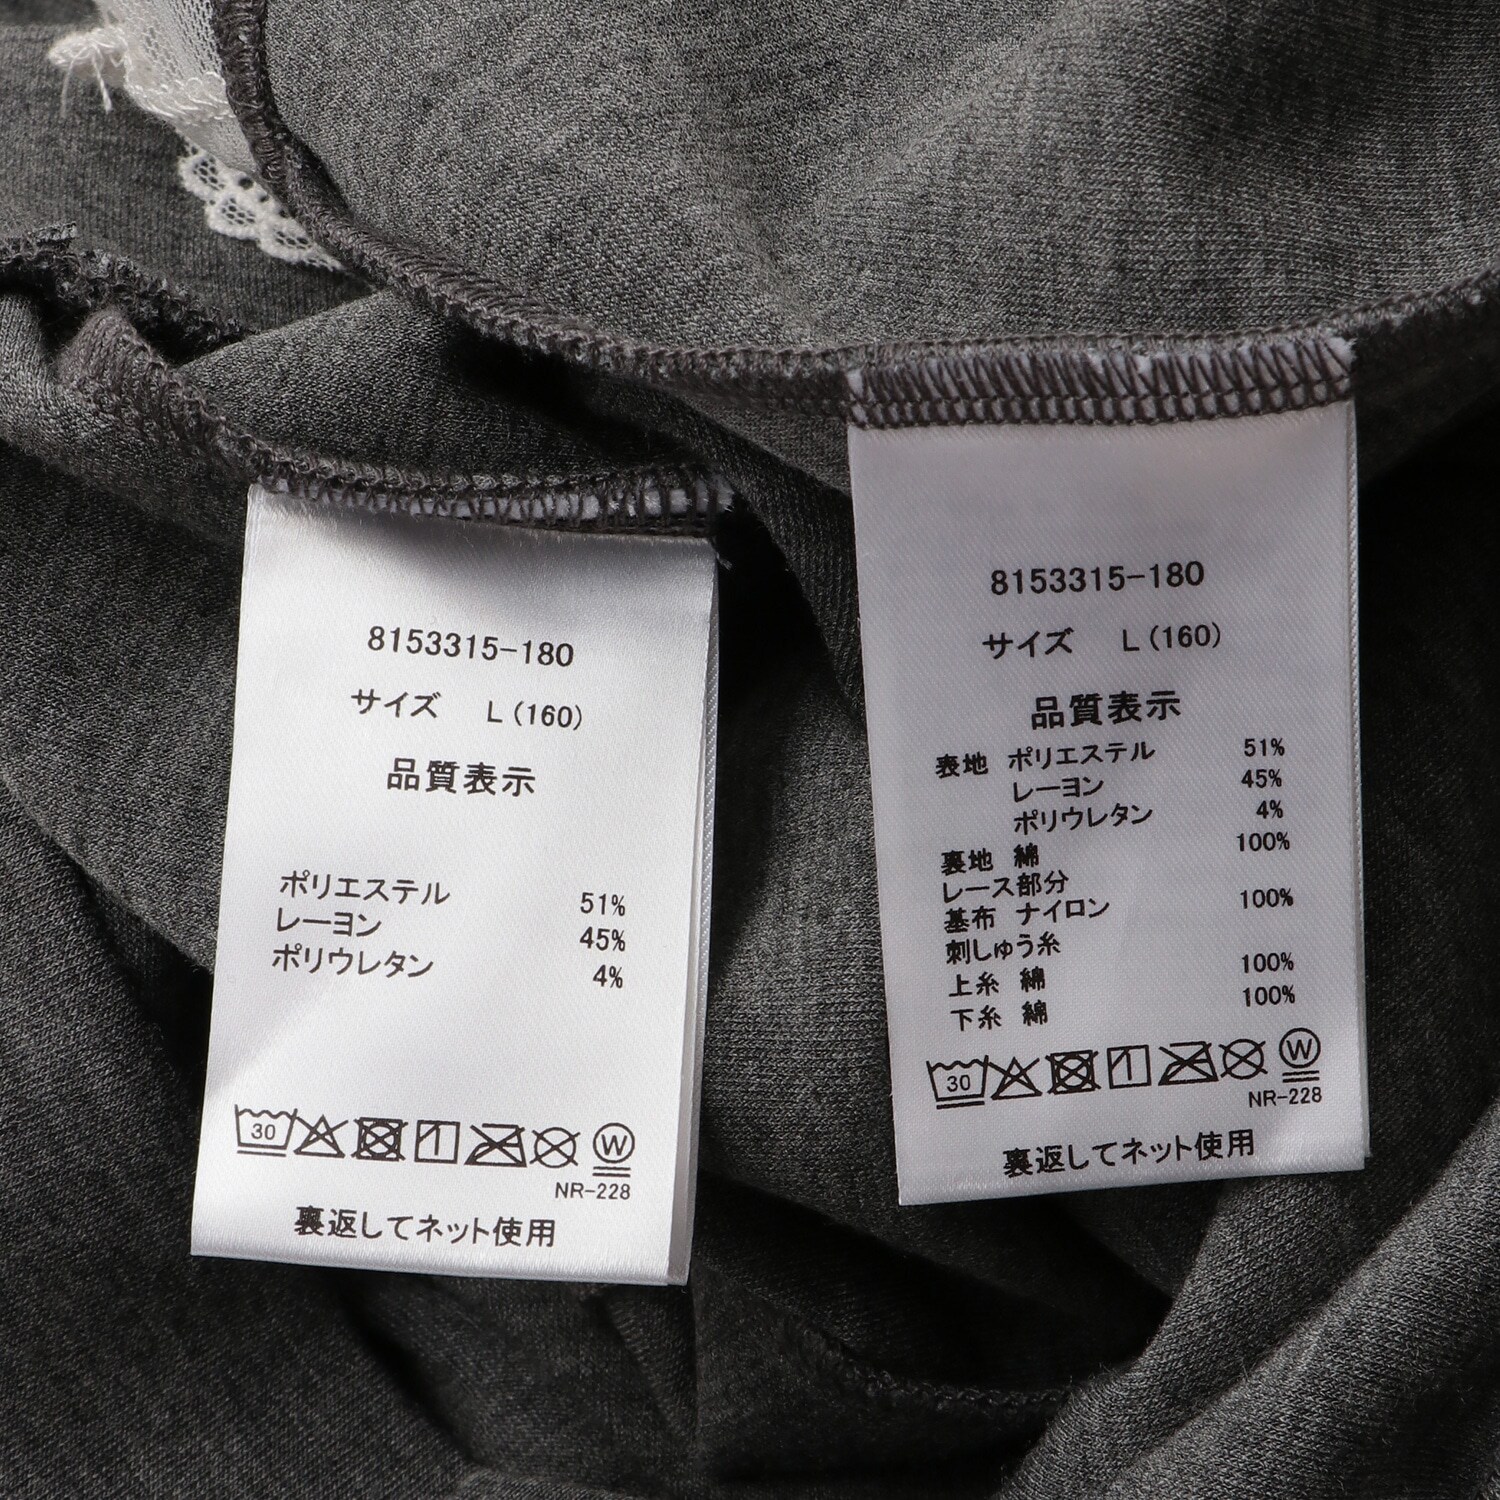 8153315-180
サイズ L(160)
品質表示
ポリエステル 51%
レーヨン 45%
ポリウレタン 4%
30 W
NR-228
裏返してネット使用
8153315-180
サイズ L(160)
品質表示
表地 ポリエステル 51%
レーヨン 45%
ポリウレタン 4%
裏地 綿 100%
レース部分
基布 ナイロン 100%
刺しゅう糸
上糸 綿 100%
下糸 綿 100%
30 W
NR-228
裏返してネット使用